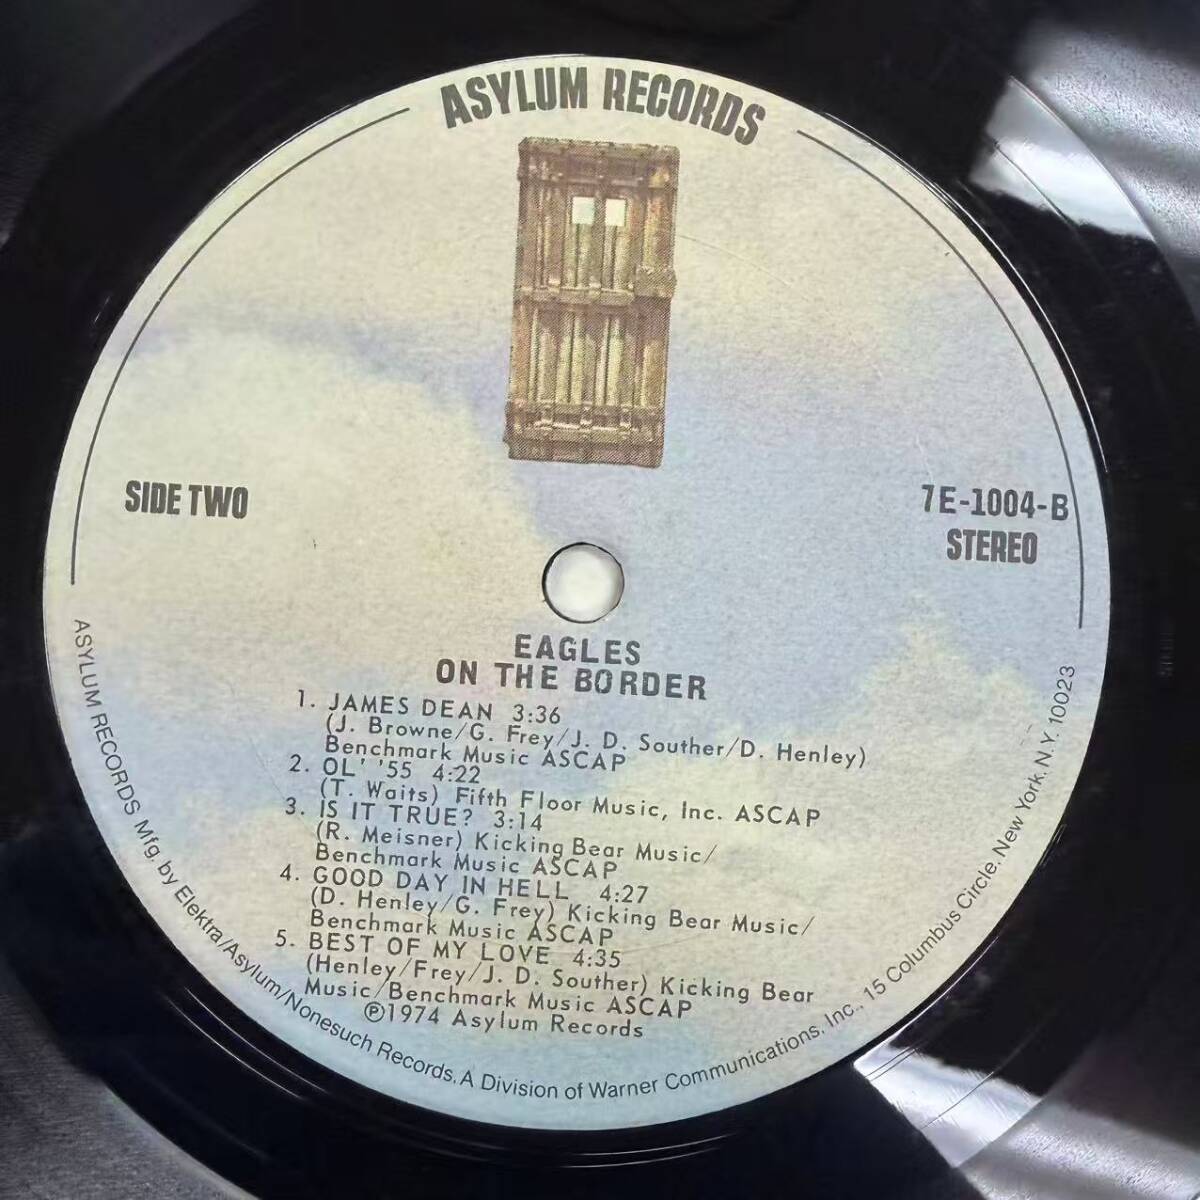 ASYLUM RECORDS
SIDE TWO
7E-1004-B
STEREO
EAGLES
ON THE BORDER
1. JAMES DEAN 3:36
(J. Browne/G. Frey/J. D. Souther/D. Henley)
Benchmark Music ASCAP
2. OL' '55 4:22
(T. Waits) Fifth Floor Music, Inc. ASCAP
3. IS IT TRUE? 3:14
(R. Meisner) Kicking Bear Music/
Benchmark Music ASCAP
4. GOOD DAY IN HELL 4:27
(D. Henley/G. Frey) Kicking Bear Music/
Benchmark Music ASCAP
5. BEST OF MY LOVE 4:35
(Henley/Frey/J. D. Souther) Kicking Bear
Music/Benchmark Music ASCAP
℗1974 Asylum Records
ASYLUM RECORDS Mfg. by Elektra/Asylum/Nonesuch Records, A Division of Warner Communications, Inc., 15 Columbus Circle, New York, N.Y. 10023